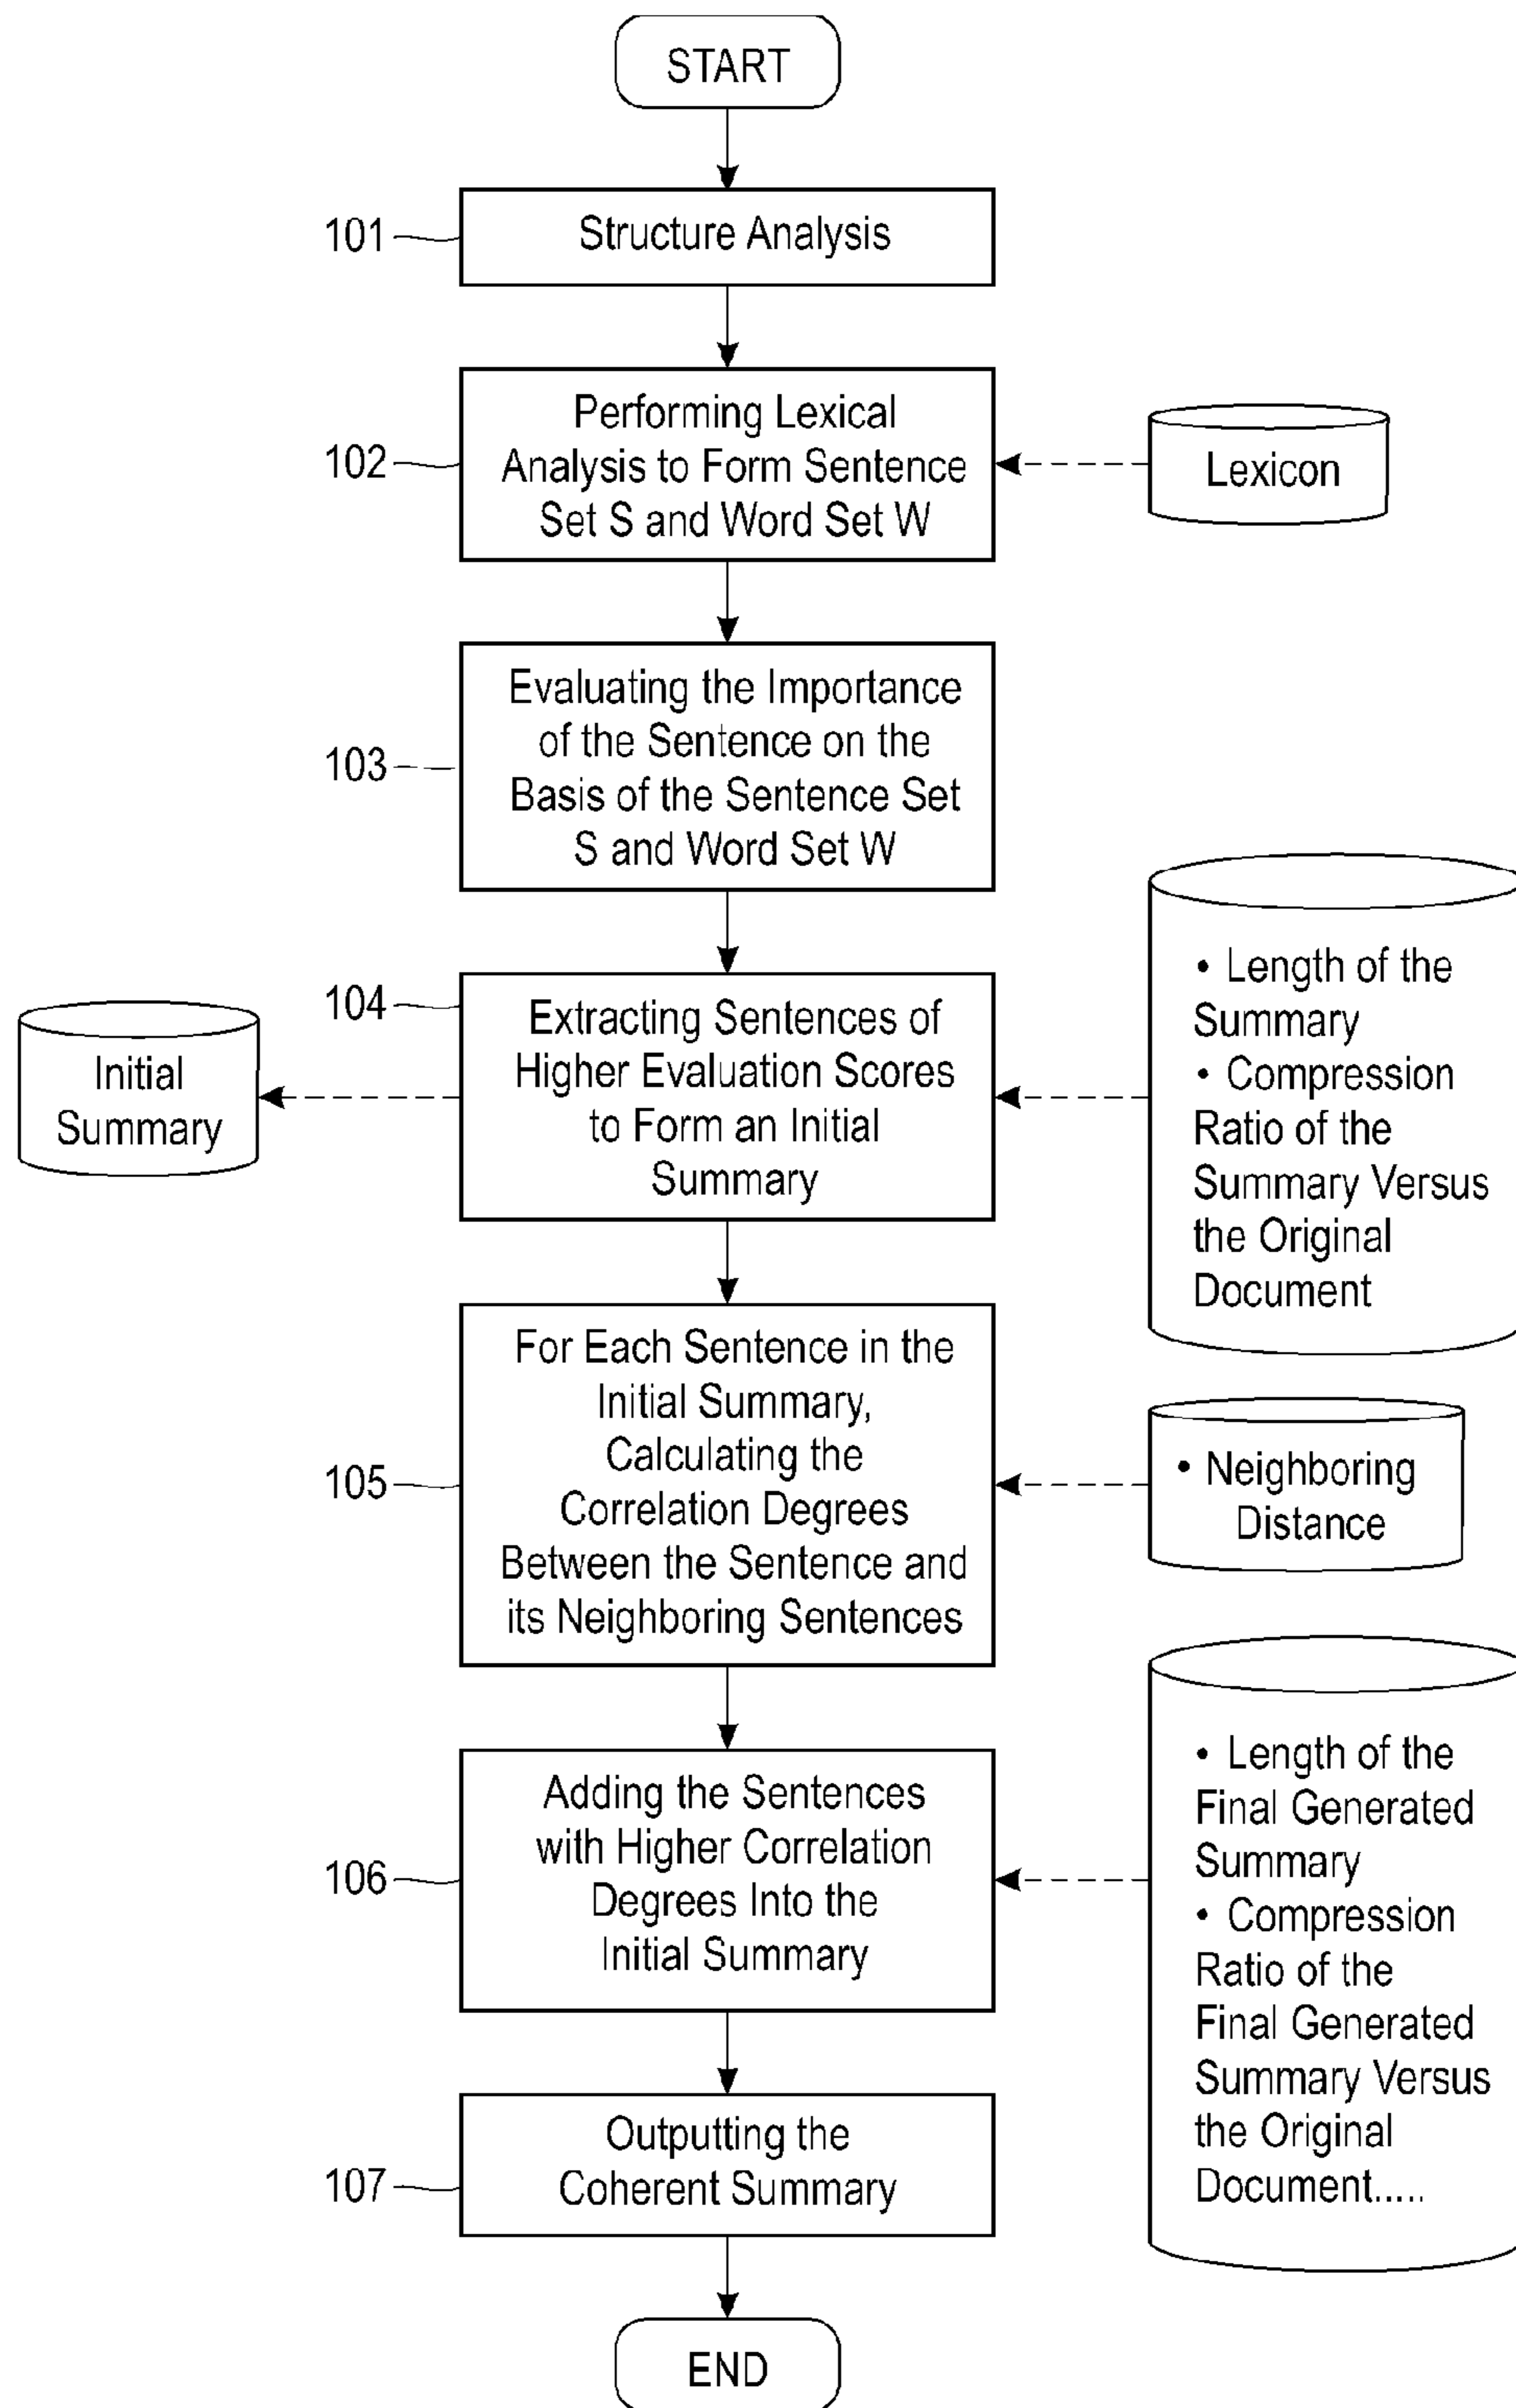 START
101
Structure Analysis
102
Performing Lexical
Analysis to Form Sentence
Set S and Word Set W
Lexicon
103
Evaluating the Importance
of the Sentence on the
Basis of the Sentence Set
S and Word Set W
Initial
Summary
104
Extracting Sentences of
Higher Evaluation Scores
to Form an Initial
Summary
• Length of the
Summary
• Compression
Ratio of the
Summary Versus
the Original
Document
105
For Each Sentence in the
Initial Summary,
Calculating the
Correlation Degrees
Between the Sentence and
its Neighboring Sentences
• Neighboring
Distance
106
Adding the Sentences
with Higher Correlation
Degrees Into the
Initial Summary
• Length of the
Final Generated
Summary
• Compression
Ratio of the
Final Generated
Summary Versus
the Original
Document.....
107
Outputting the
Coherent Summary
END